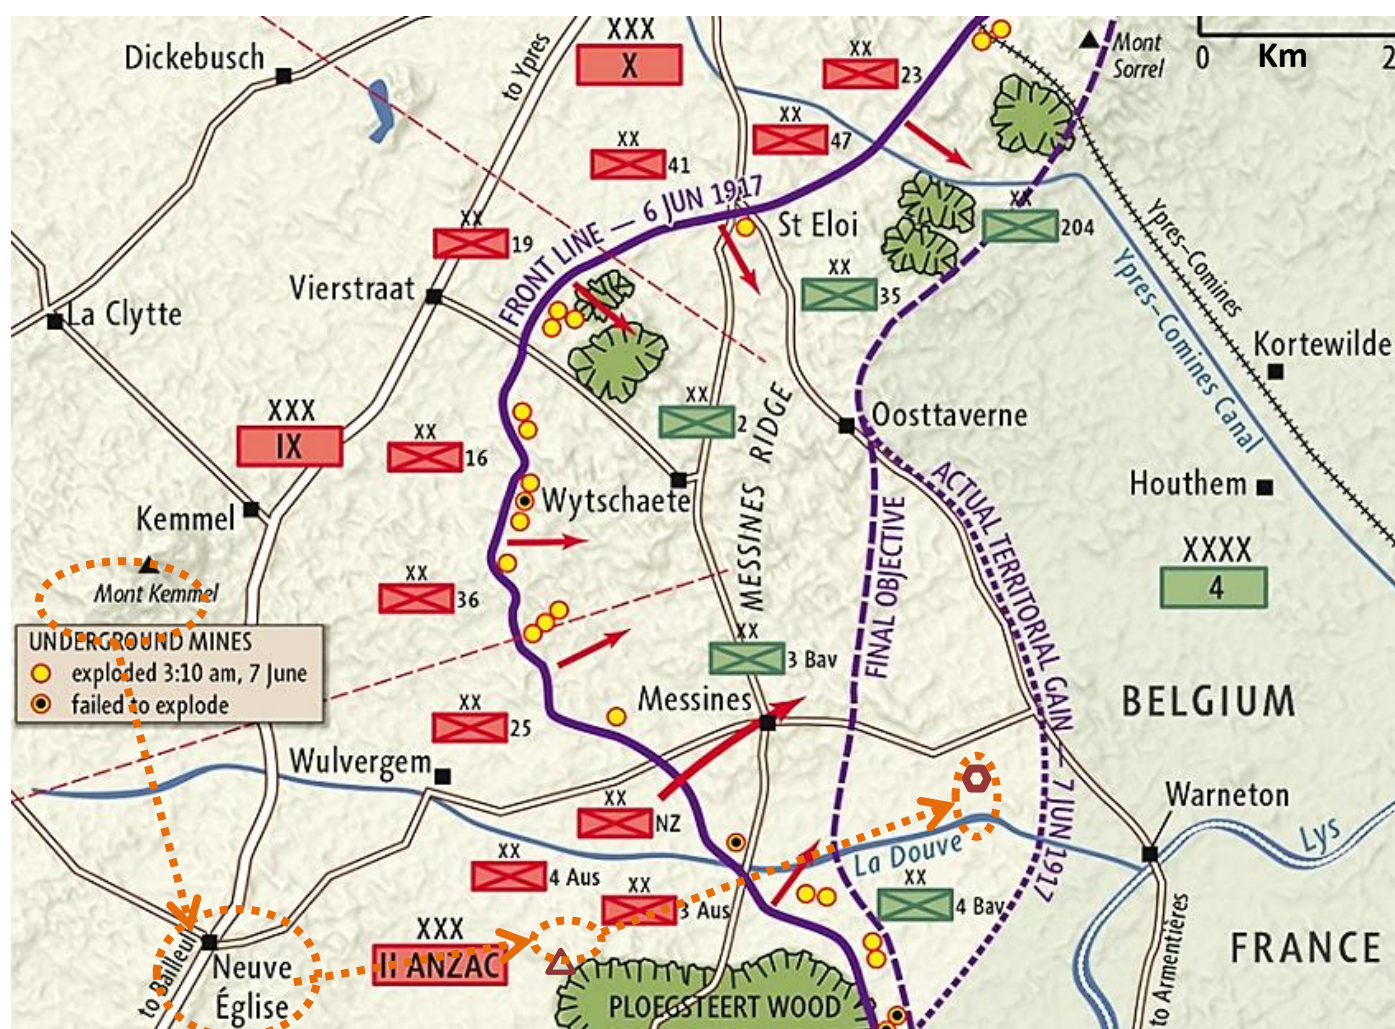 XXX
X
XX
23
Mont
Sorrel
0
Km
2
Dickebusch
to Ypres
XX
47
XX
41
FRONT LINE — 6 JUN 1917
XX
19
St Eloi
XX
204
Ypres–Comines
Ypres–Comines Canal
XX
35
Vierstraat
La Clytte
Kortewilde
XXX
IX
XX
16
XX
2
MESSINES RIDGE
Oosttaverne
ACTUAL TERRITORIAL GAIN — 7 JUN 1917
Houthem
Wytschaete
FINAL OBJECTIVE
Kemmel
XXXX
4
Mont Kemmel
XX
36
UNDERGROUND MINES
exploded 3:10 am, 7 June
failed to explode
XX
3 Bav
Messines
BELGIUM
XX
25
Wulvergem
XX
NZ
Warneton
Lys
La Douve
XX
4 Aus
XX
3 Aus
XX
4 Bav
XXX
II ANZAC
to Bailleul
Neuve
Église
PLOEGSTEERT WOOD
to Armentières
FRANCE